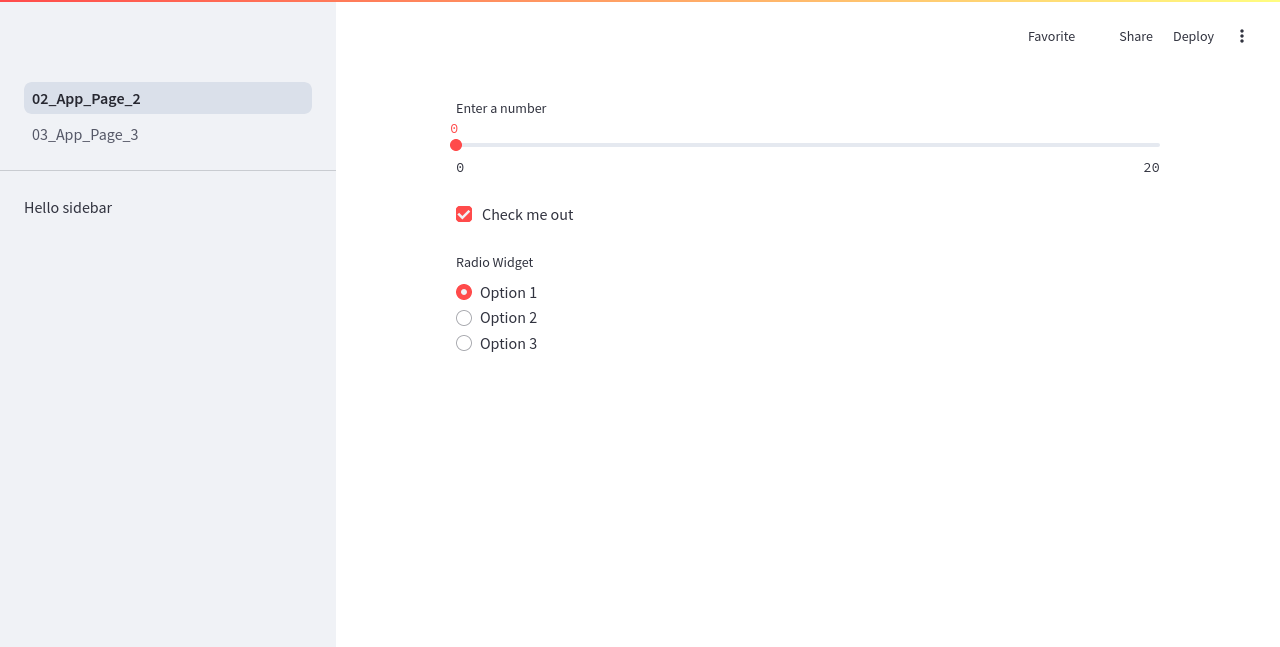 Favorite Share Deploy
02_App_Page_2
03_App_Page_3
Hello sidebar
Enter a number
0
0 20
Check me out
Radio Widget
Option 1
Option 2
Option 3